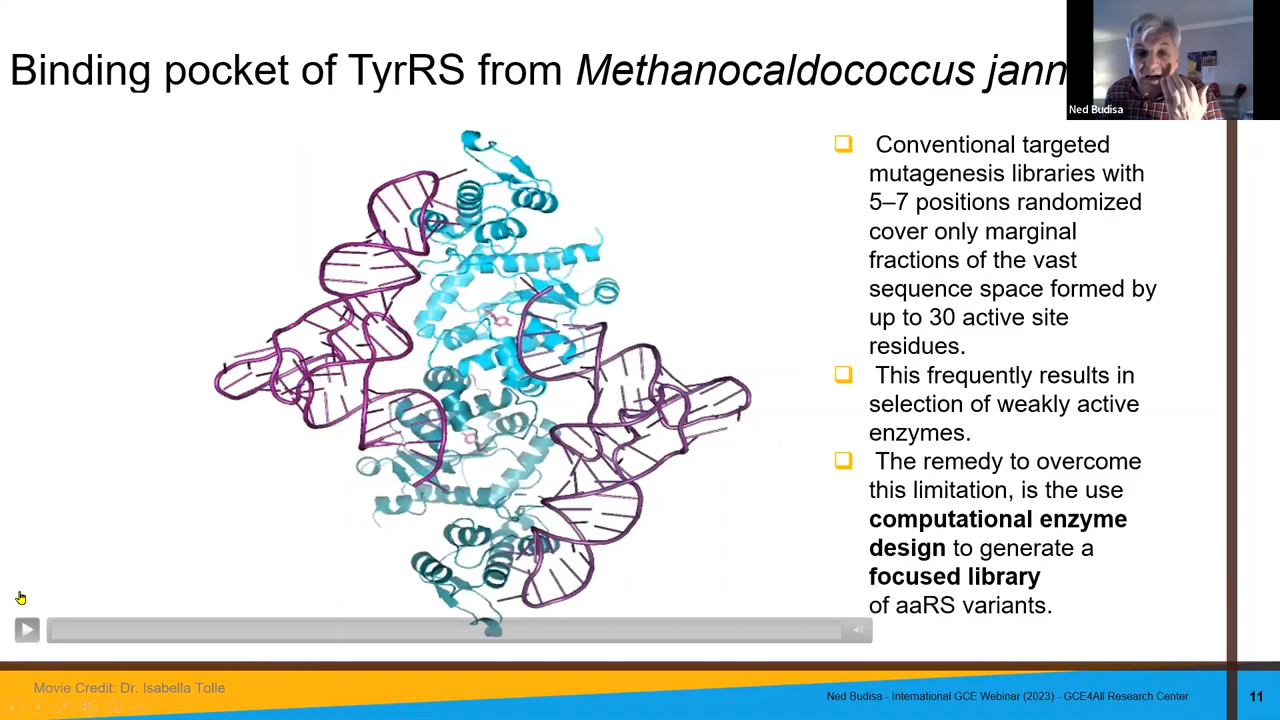 Binding pocket of TyrRS from Methanocaldococcus jann
Ned Budisa
Conventional targeted
mutagenesis libraries with
5–7 positions randomized
cover only marginal
fractions of the vast
sequence space formed by
up to 30 active site
residues.
This frequently results in
selection of weakly active
enzymes.
The remedy to overcome
this limitation, is the use
computational enzyme
design to generate a
focused library
of aaRS variants.
Movie Credit: Dr. Isabella Tolle
Ned Budisa - International GCE Webinar (2023) - GCE4All Research Center
11